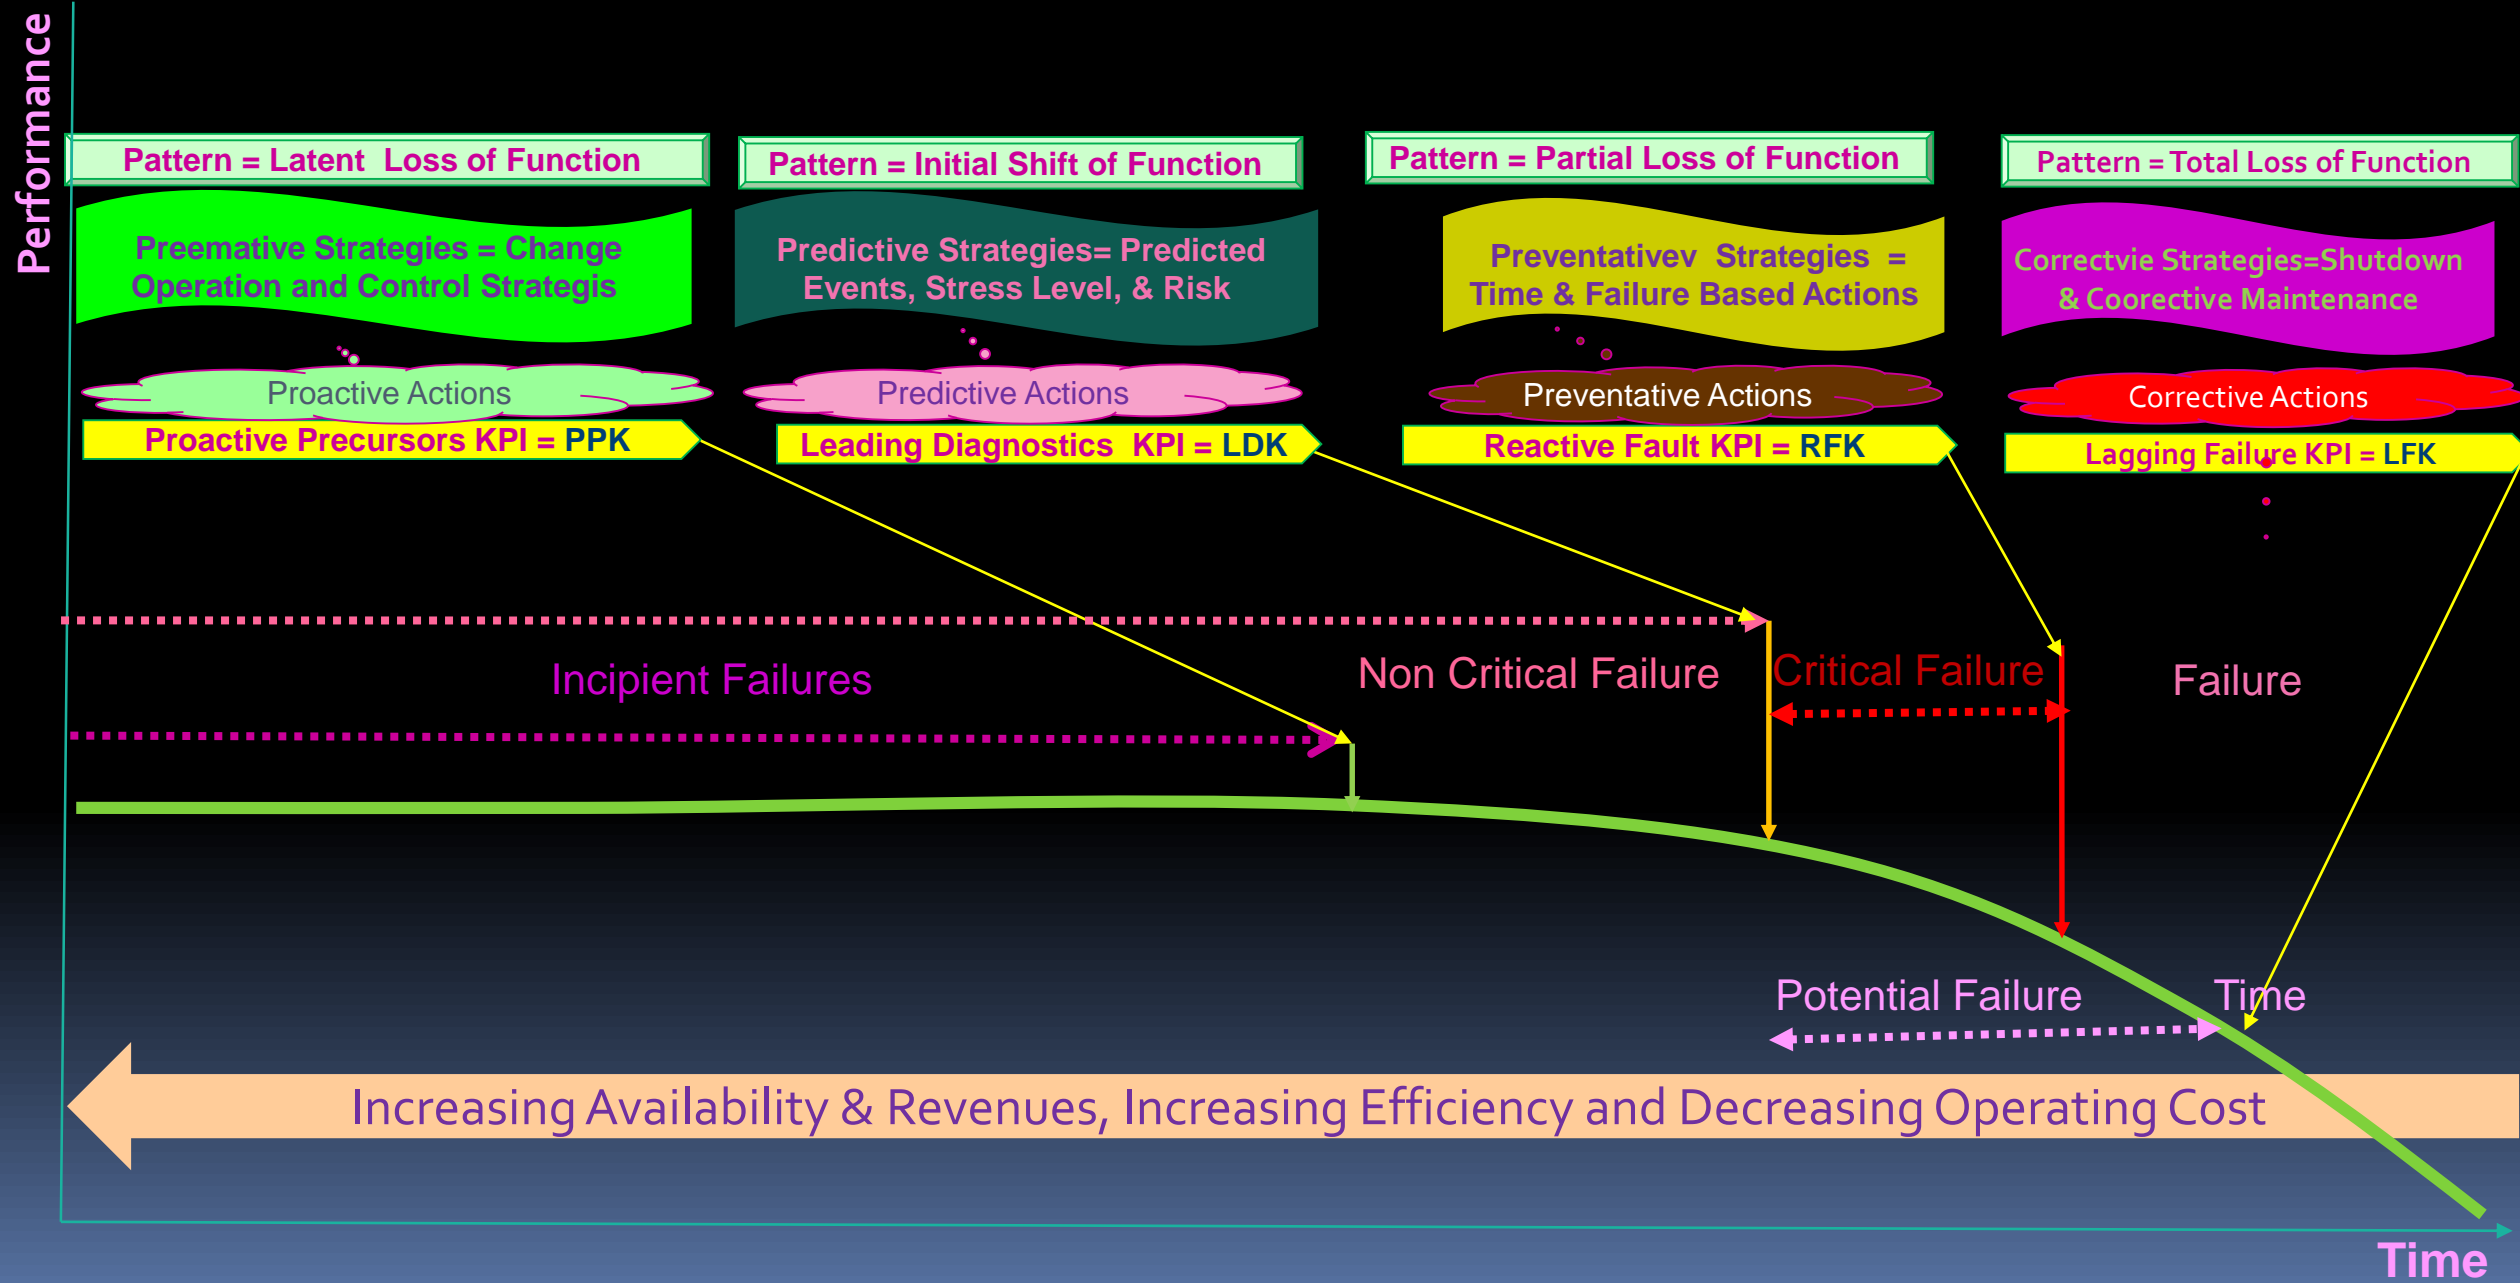 Performance
Pattern = Latent Loss of Function
Pattern = Initial Shift of Function
Pattern = Partial Loss of Function
Pattern = Total Loss of Function
Preemative Strategies = Change
Operation and Control Strategis
Predictive Strategies= Predicted
Events, Stress Level, & Risk
Preventativev Strategies =
Time & Failure Based Actions
Correctvie Strategies=Shutdown
& Coorective Maintenance
Proactive Actions
Predictive Actions
Preventative Actions
Corrective Actions
Proactive Precursors KPI = PPK
Leading Diagnostics KPI = LDK
Reactive Fault KPI = RFK
Lagging Failure KPI = LFK
Incipient Failures
Non Critical Failure
Critical Failure
Failure
Potential Failure Time
Increasing Availability & Revenues, Increasing Efficiency and Decreasing Operating Cost
Time